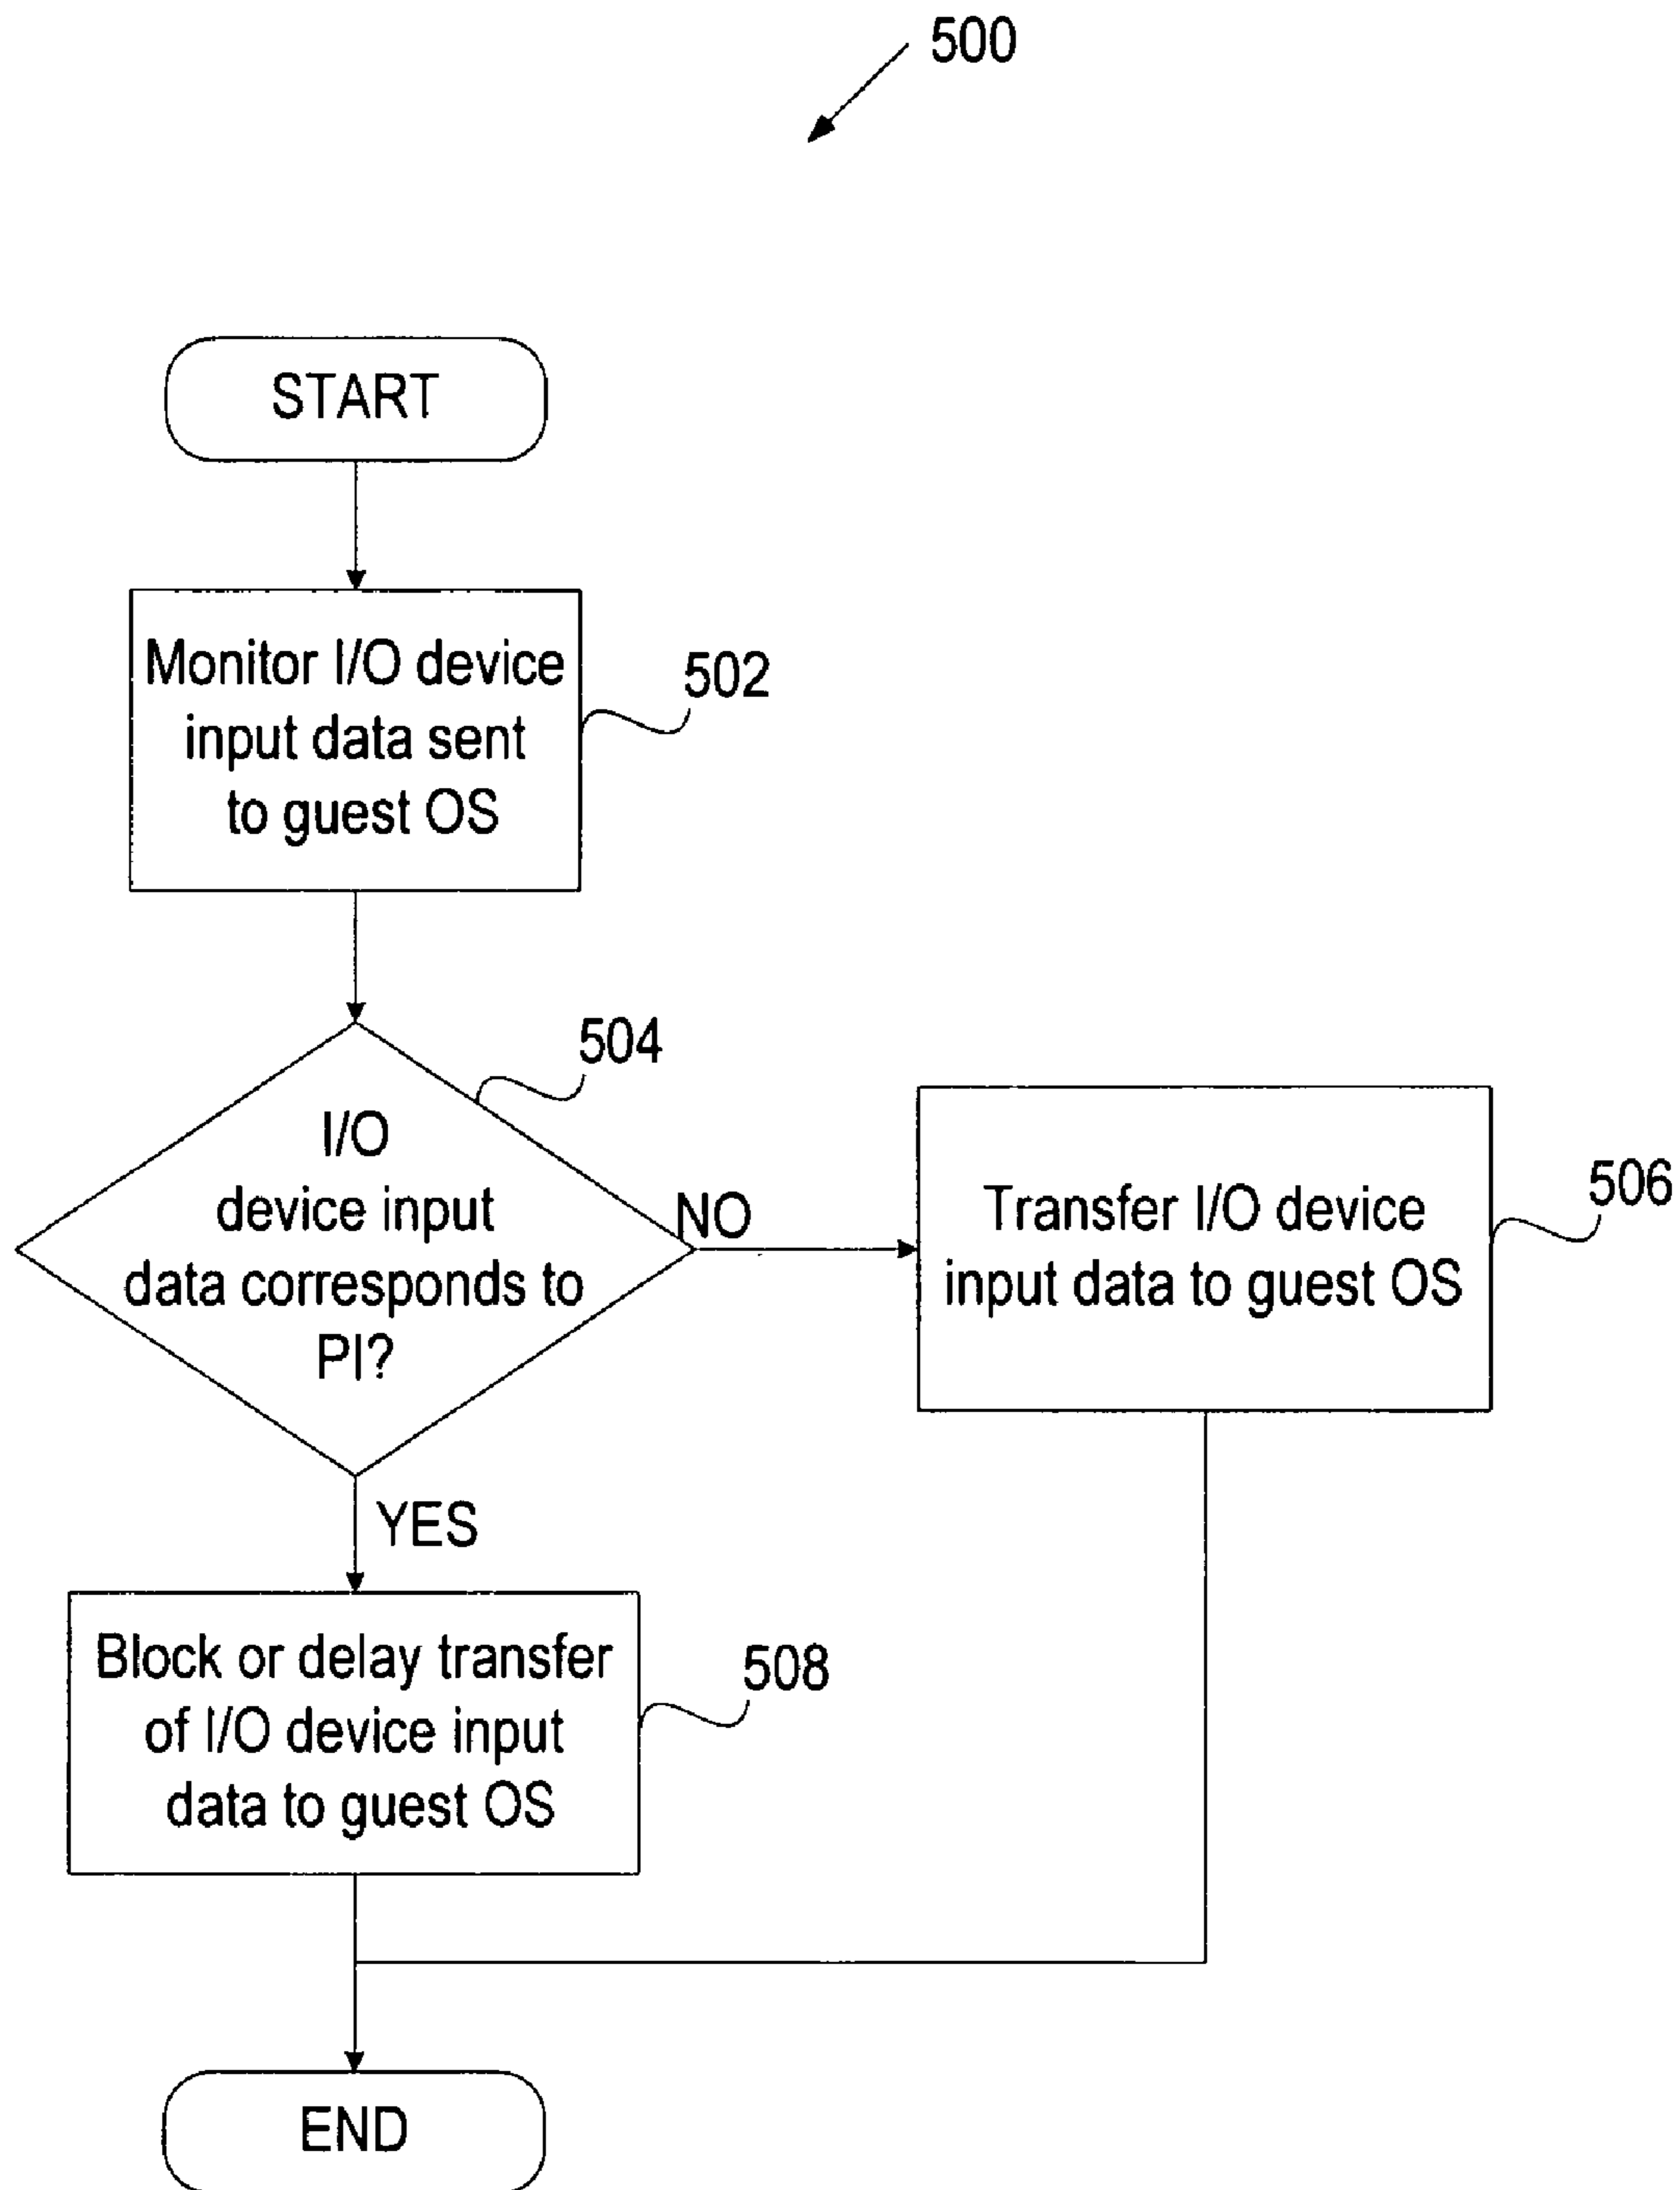 500
START
Monitor I/O device
input data sent
to guest OS
502
504
I/O
device input
data corresponds to
PI?
NO
Transfer I/O device
input data to guest OS
506
YES
Block or delay transfer
of I/O device input
data to guest OS
508
END